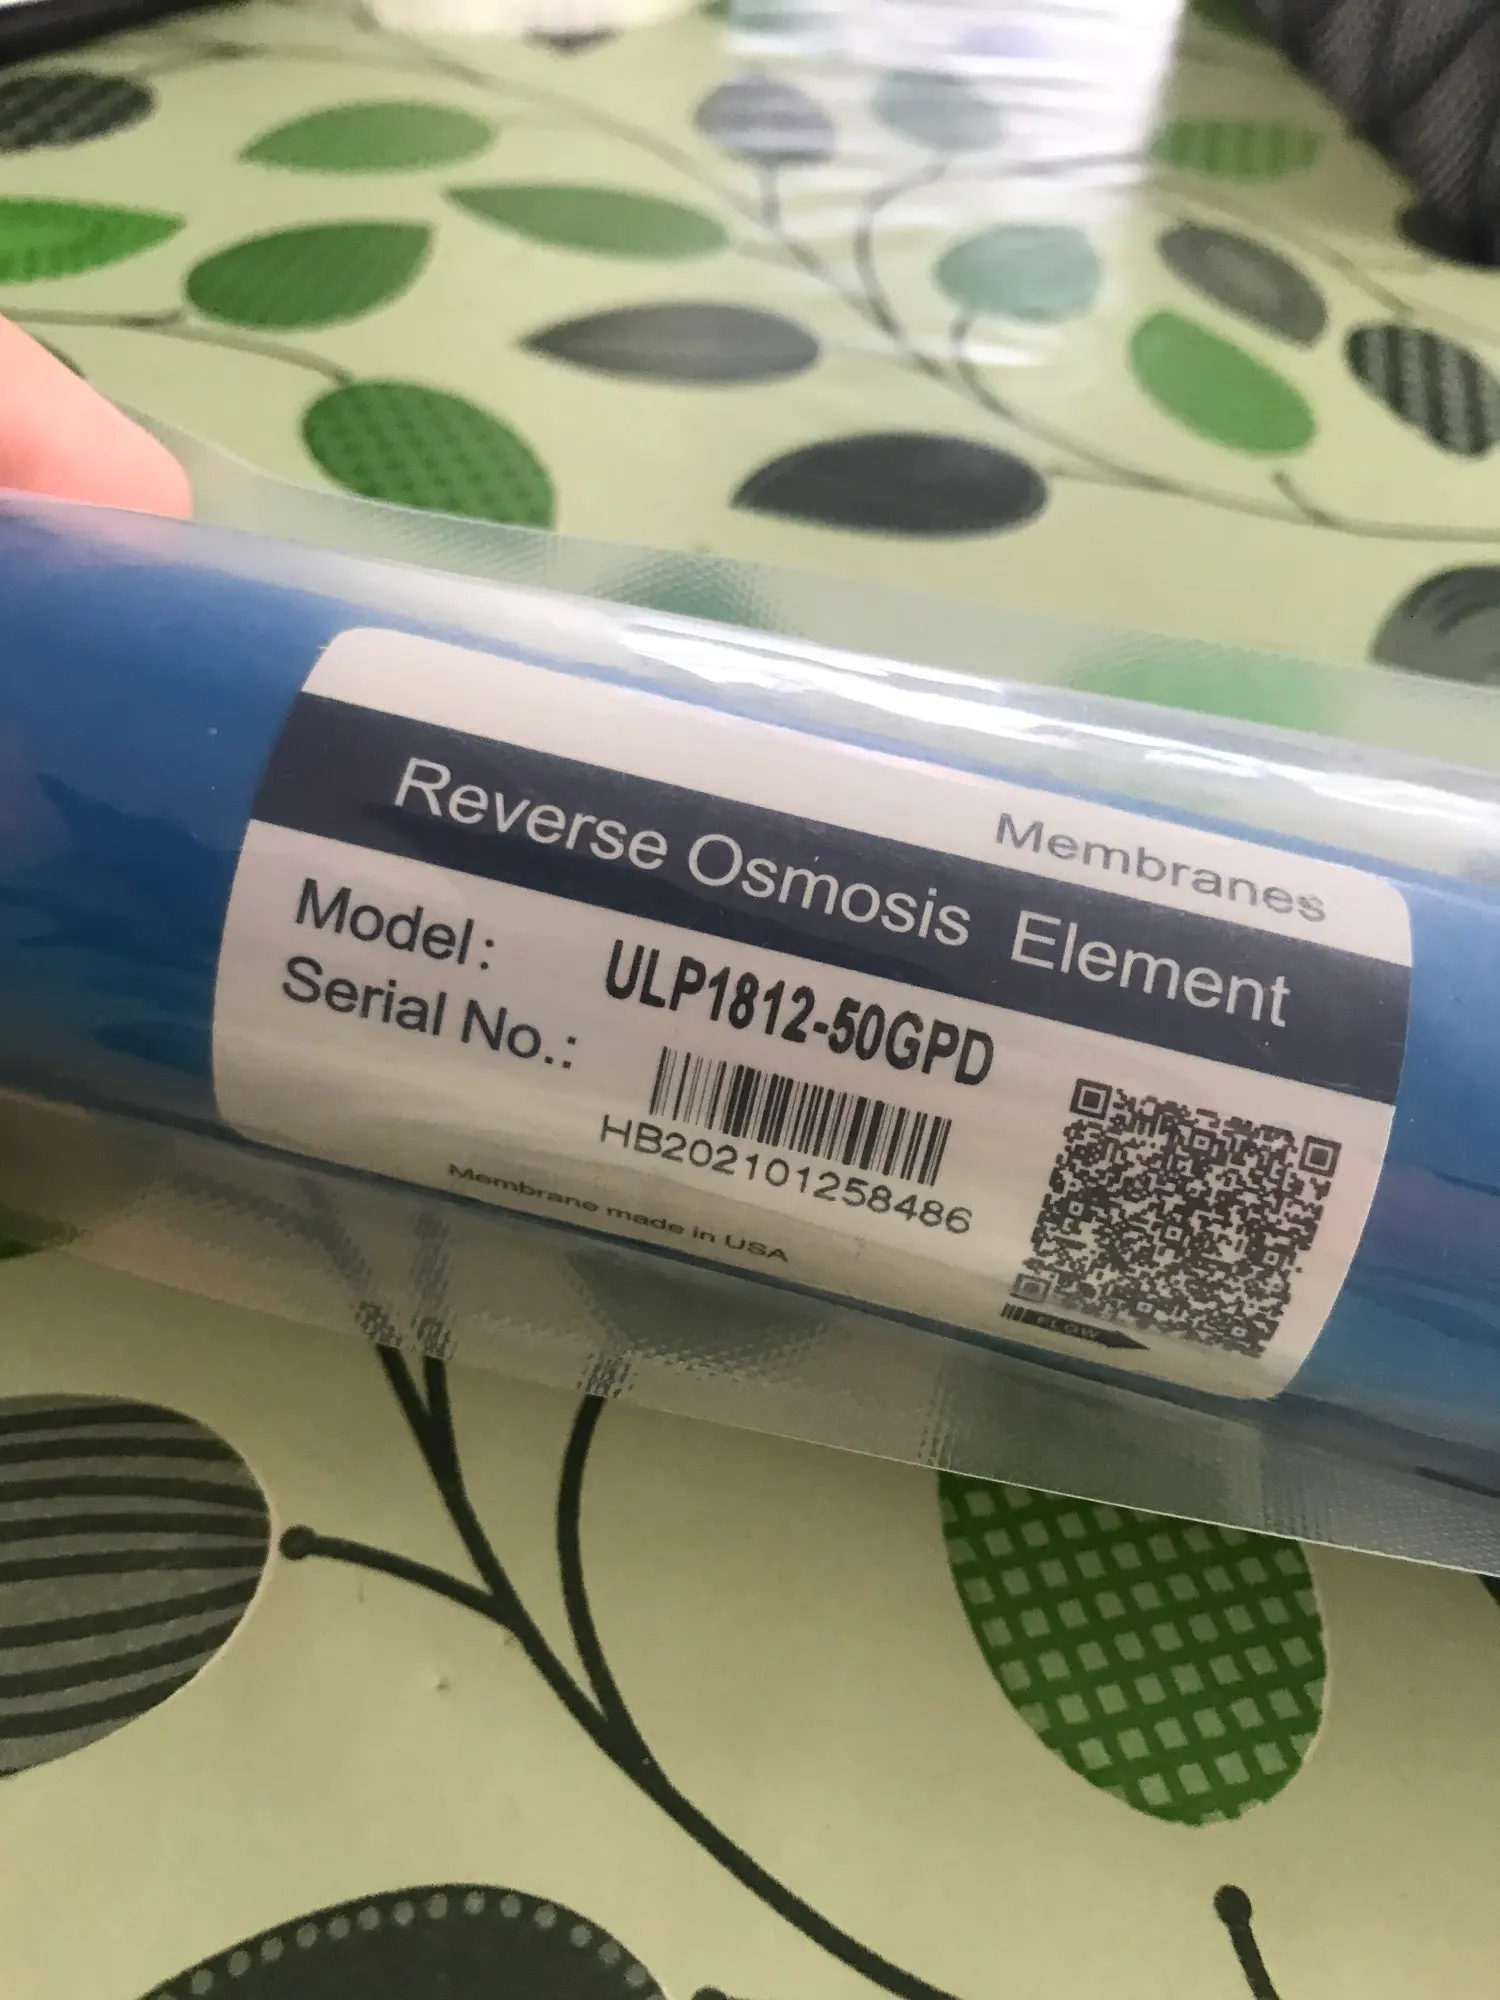 Membranes
Reverse Osmosis Element
Model: ULP1812-50GPD
Serial No.:
HB202101258486
Membrane made in USA
FLOW